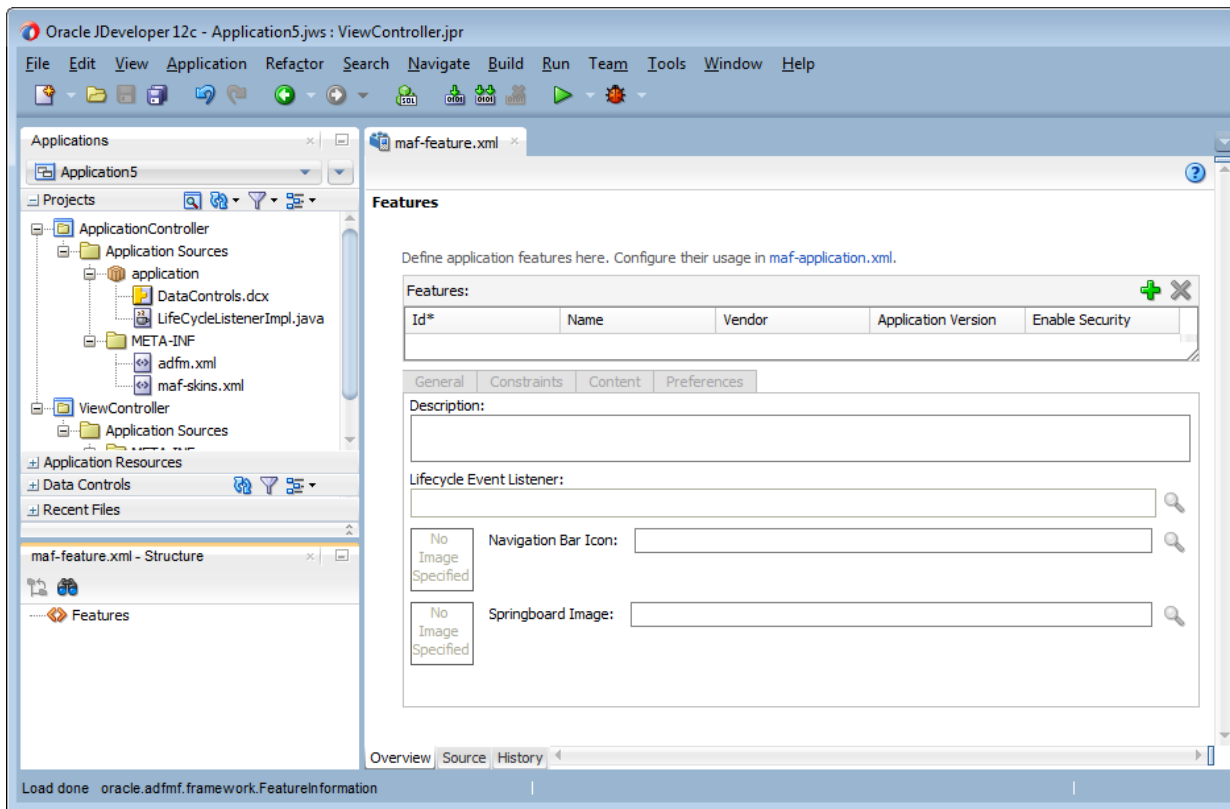 Oracle JDeveloper 12c - Application5.jws : ViewController.jpr
File Edit View Application Refactor Search Navigate Build Run Team Tools Window Help
Applications
Application5
Projects
ApplicationController
Application Sources
application
DataControls.dcx
LifeCycleListenerImpl.java
META-INF
adfm.xml
maf-skins.xml
ViewController
Application Sources
META-INF
Application Resources
Data Controls
Recent Files
maf-feature.xml - Structure
Features
maf-feature.xml
Features
Define application features here. Configure their usage in maf-application.xml.
Features:
Id* Name Vendor Application Version Enable Security
General Constraints Content Preferences
Description:
Lifecycle Event Listener:
No Image Specified
Navigation Bar Icon:
No Image Specified
Springboard Image:
Overview Source History
Load done oracle.adfmf.framework.FeatureInformation